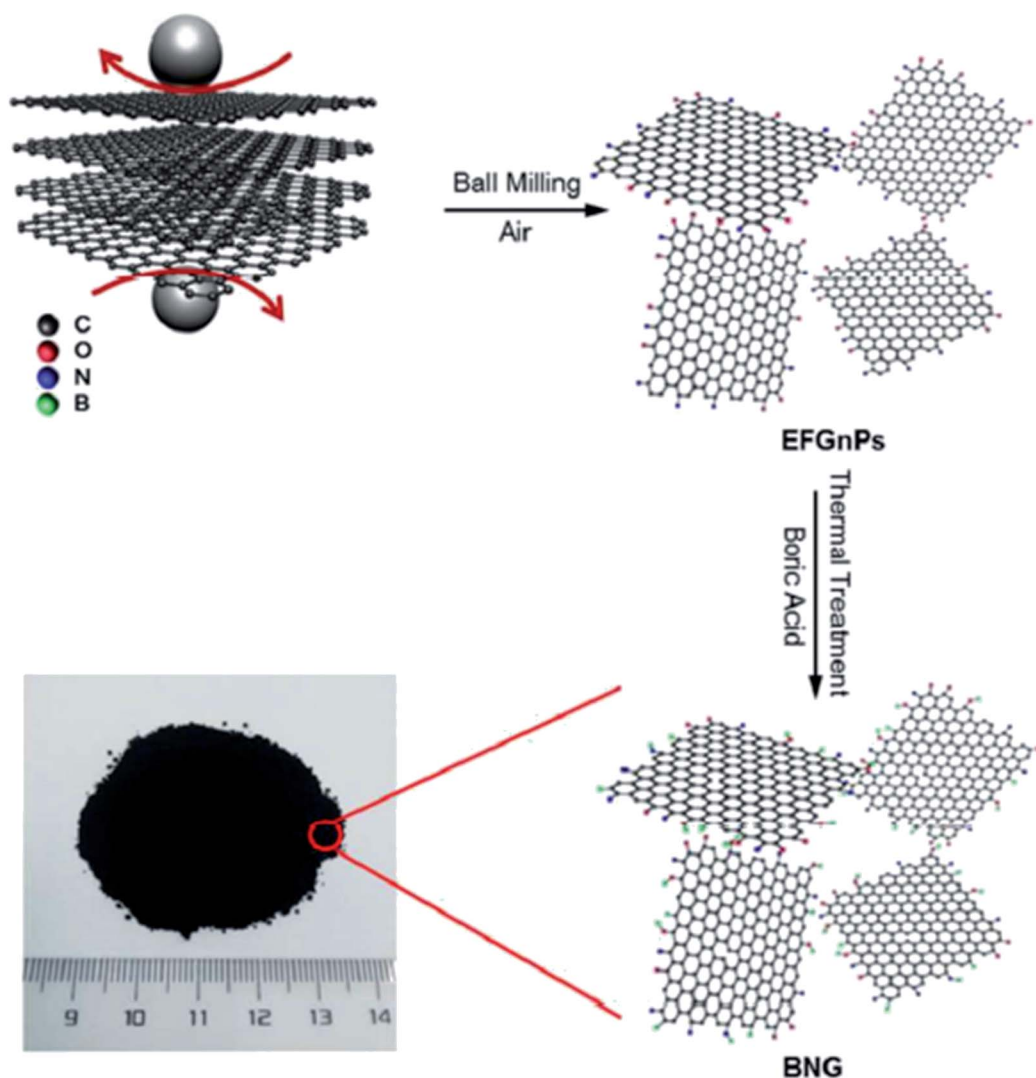 Ball Milling
Air
C
O
N
B
EFGnPs
Thermal Treatment
Boric Acid
9 10 11 12 13 14
BNG